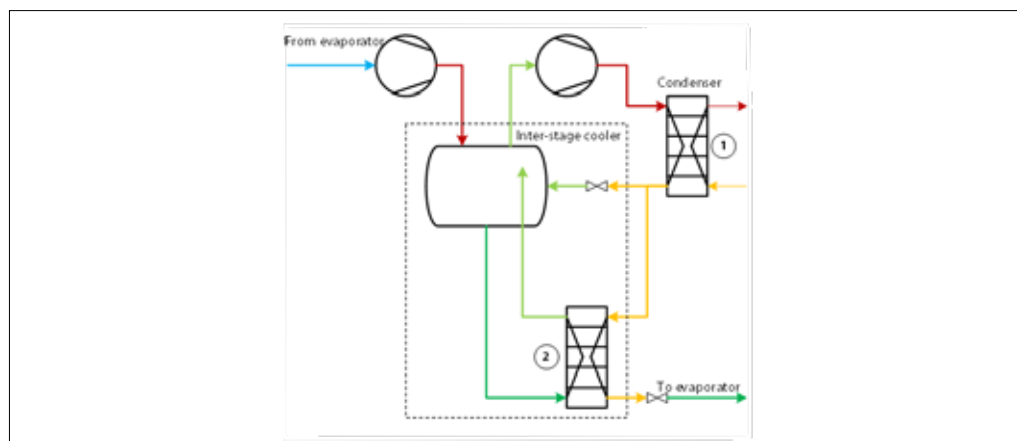 From evaporator
Condenser
Inter-stage cooler
1
2
To evaporator